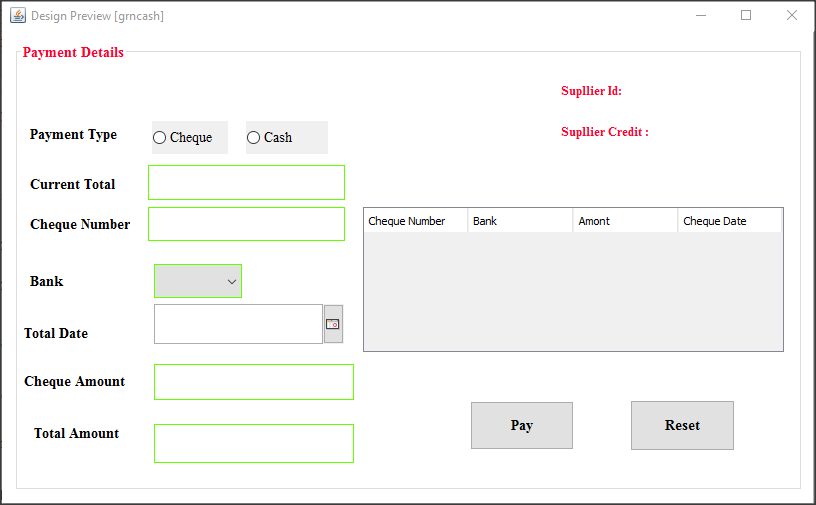 Design Preview [grncash]
Payment Details
Supllier Id:
Payment Type
Cheque
Cash
Supllier Credit :
Current Total
Cheque Number
Cheque Number Bank Amont Cheque Date
Bank
Total Date
Cheque Amount
Total Amount
Pay
Reset